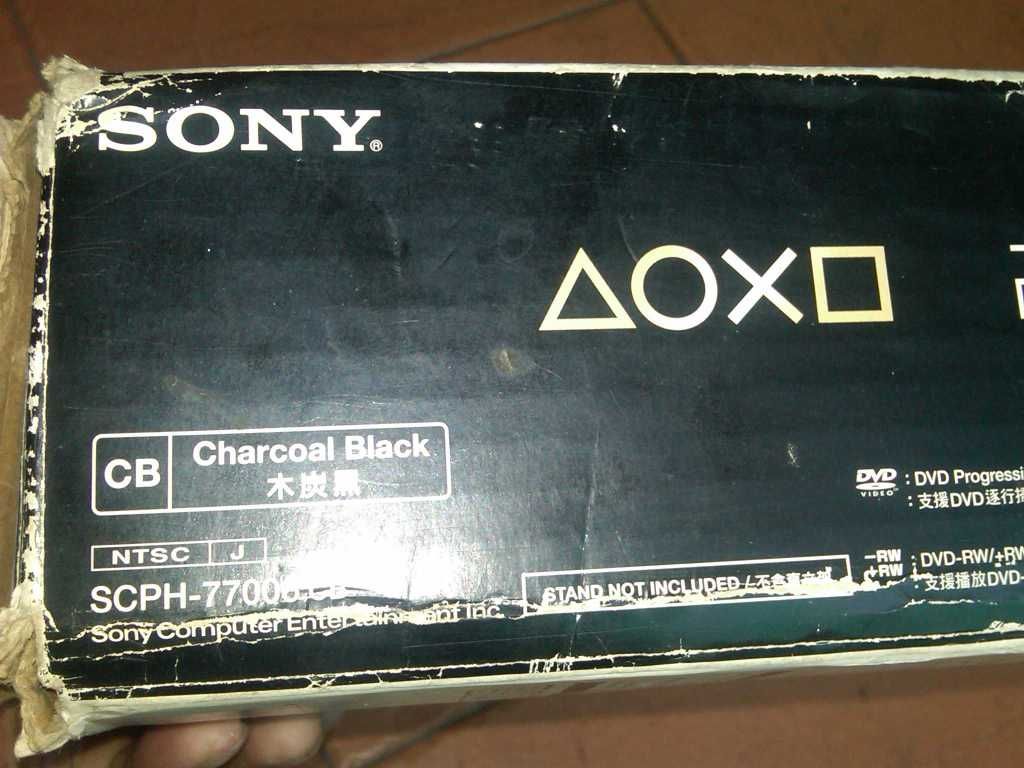 SONY®
CB
Charcoal Black
木炭黑
NTSC J
Sony Computer Entertainment Inc.
STAND NOT INCLUDED /
DVD VIDEO : DVD Progressi
: 支援DVD逐行掃
-RW +RW : DVD-RW/+RW
支援播放DVD-